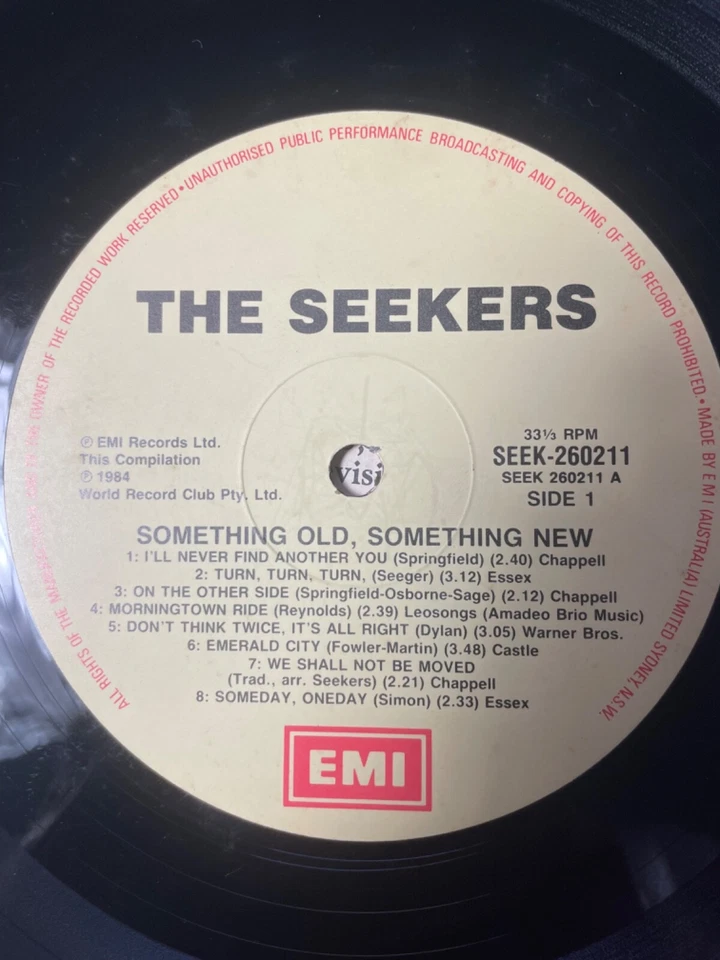 ALL RIGHTS OF THE MANUFACTURER AND OF THE OWNER OF THE RECORDED WORK RESERVED • UNAUTHORISED PUBLIC PERFORMANCE BROADCASTING AND COPYING OF THIS RECORD PROHIBITED. • MADE BY E M I (AUSTRALIA) LIMITED SYDNEY, N.S.W.
THE SEEKERS
Ⓟ EMI Records Ltd.
This Compilation
Ⓟ 1984
World Record Club Pty. Ltd.
visi
33⅓ RPM
SEEK-260211
SEEK 260211 A
SIDE 1
SOMETHING OLD, SOMETHING NEW
1: I'LL NEVER FIND ANOTHER YOU (Springfield) (2.40) Chappell
2: TURN, TURN, TURN, (Seeger) (3.12) Essex
3: ON THE OTHER SIDE (Springfield-Osborne-Sage) (2.12) Chappell
4: MORNINGTOWN RIDE (Reynolds) (2.39) Leosongs (Amadeo Brio Music)
5: DON'T THINK TWICE, IT'S ALL RIGHT (Dylan) (3.05) Warner Bros.
6: EMERALD CITY (Fowler-Martin) (3.48) Castle
7: WE SHALL NOT BE MOVED
(Trad., arr. Seekers) (2.21) Chappell
8: SOMEDAY, ONEDAY (Simon) (2.33) Essex
EMI